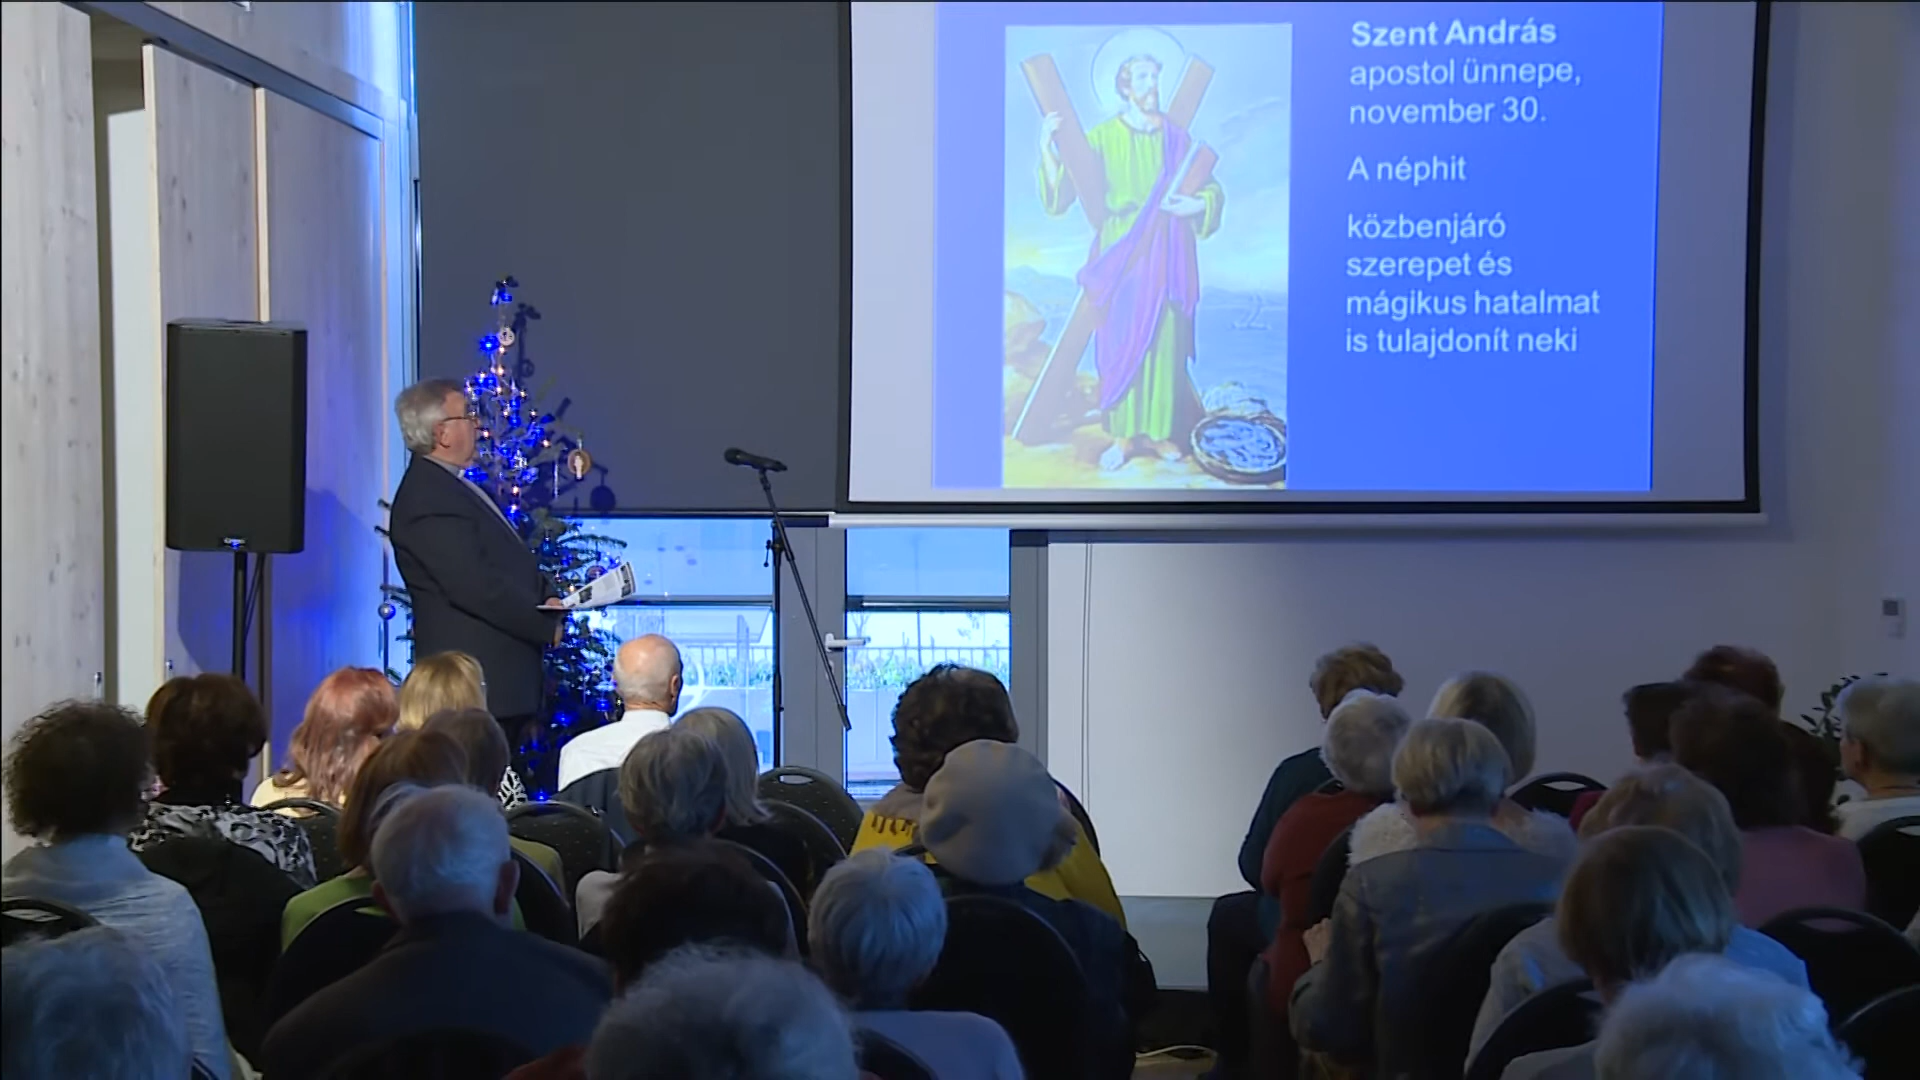 Szent András
apostol ünnepe,
november 30.
A néphit
közbenjáró
szerepet és
mágikus hatalmat
is tulajdonít neki